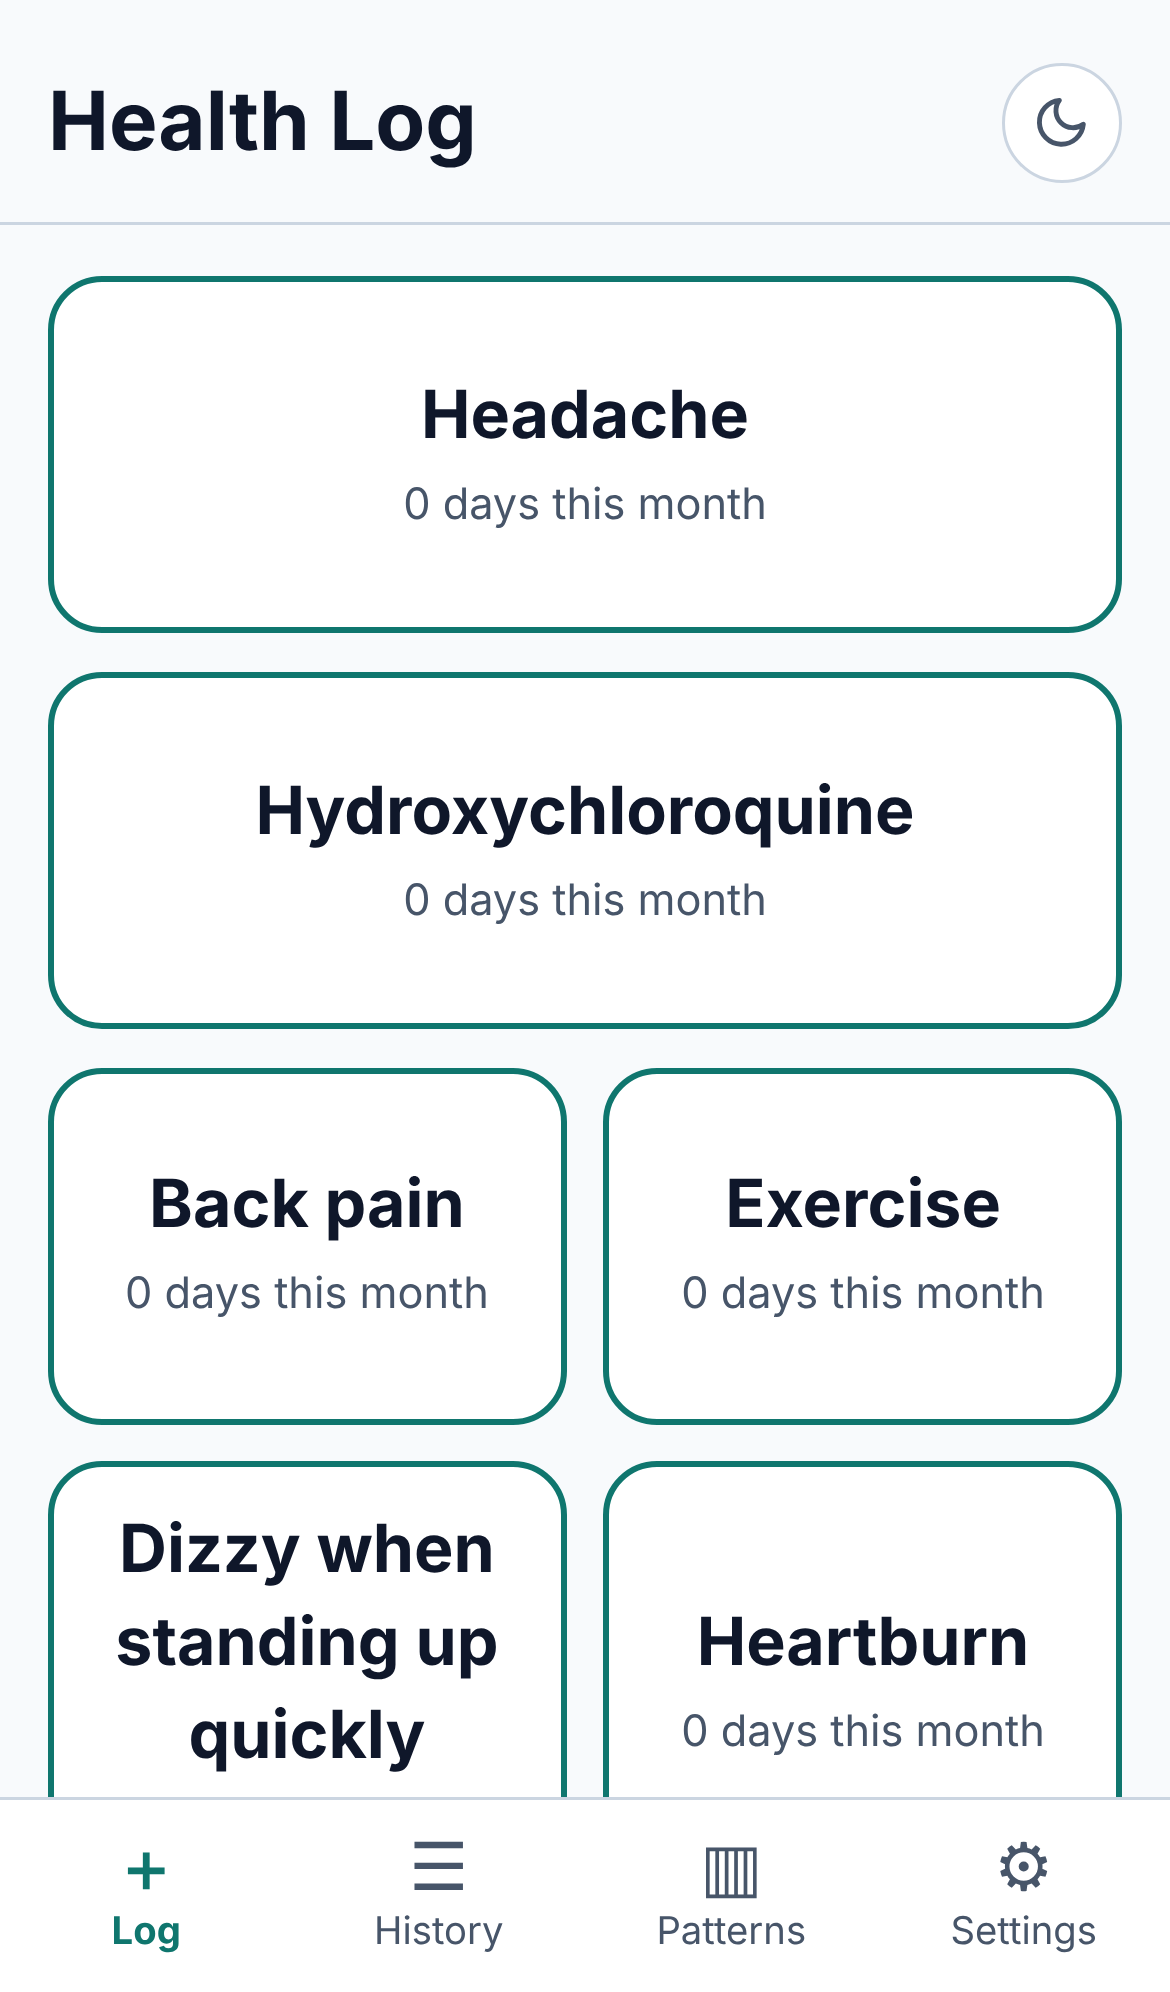 Health Log
Headache
0 days this month
Hydroxychloroquine
0 days this month
Back pain
0 days this month
Exercise
0 days this month
Dizzy when
standing up
quickly
Heartburn
0 days this month
Log
History
Patterns
Settings